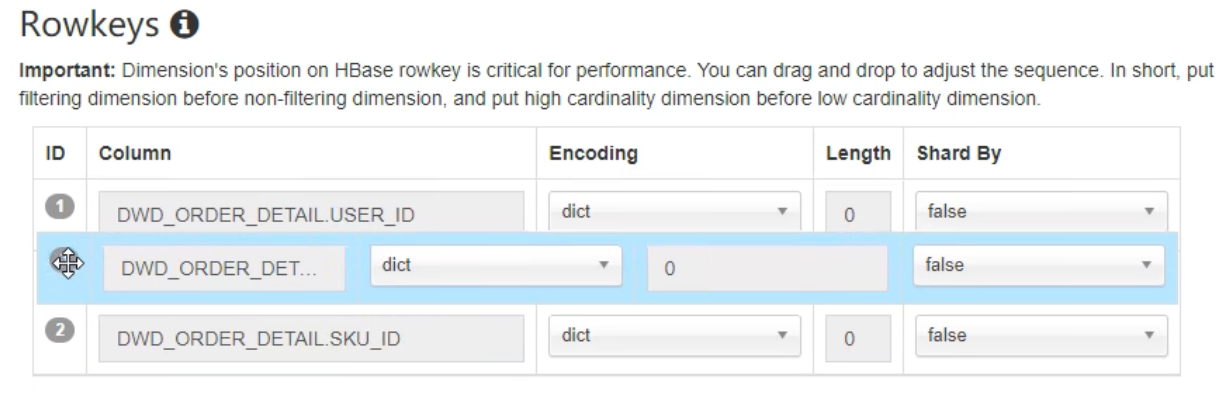 Rowkeys
Important: Dimension's position on HBase rowkey is critical for performance. You can drag and drop to adjust the sequence. In short, put
filtering dimension before non-filtering dimension, and put high cardinality dimension before low cardinality dimension.
ID Column Encoding Length Shard By
1 DWD_ORDER_DETAIL.USER_ID dict 0 false
DWD_ORDER_DET... dict 0 false
2 DWD_ORDER_DETAIL.SKU_ID dict 0 false